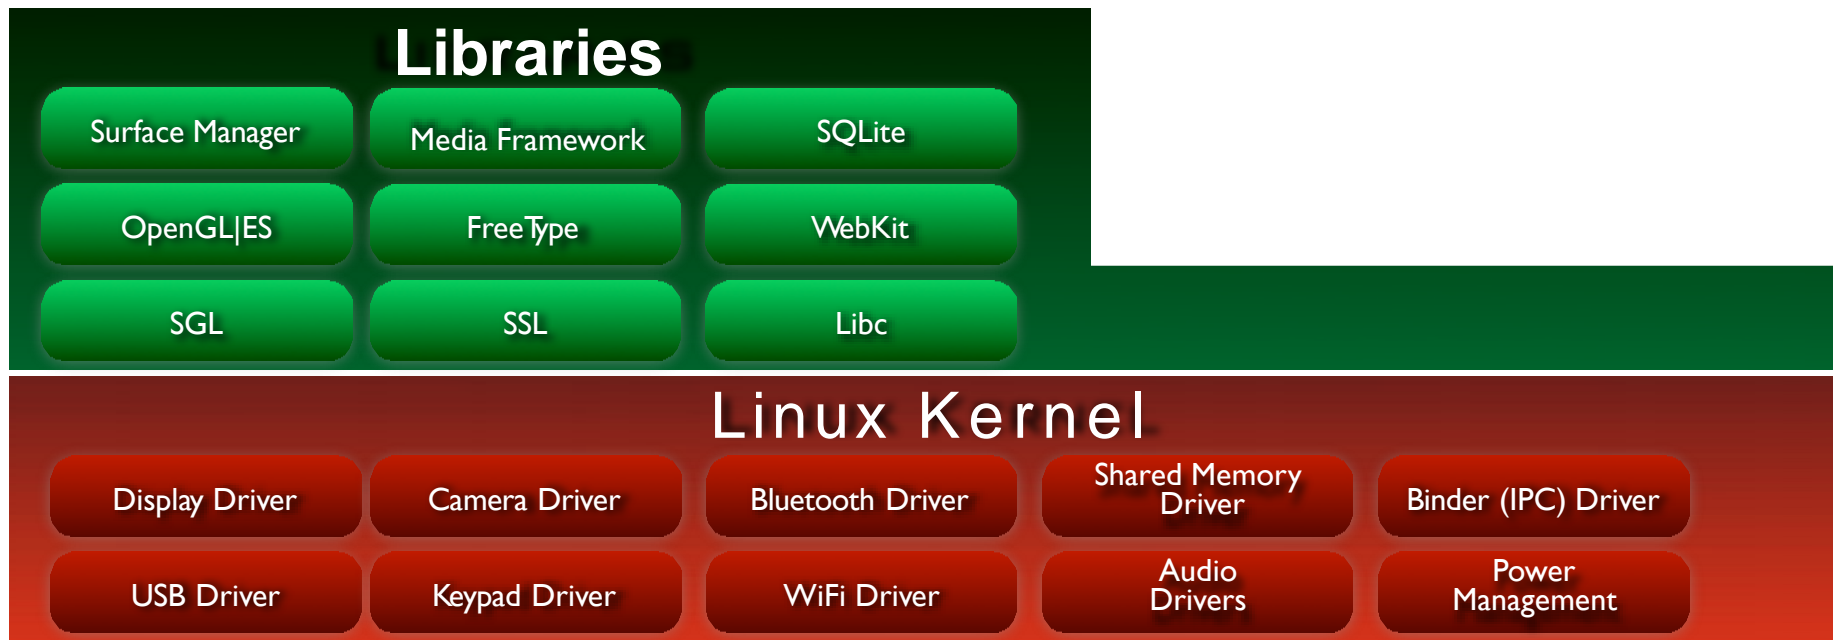 Libraries
Surface Manager
Media Framework
SQLite
OpenGL|ES
FreeType
WebKit
SGL
SSL
Libc
Linux Kernel
Display Driver
Camera Driver
Bluetooth Driver
Shared Memory
Driver
Binder (IPC) Driver
USB Driver
Keypad Driver
WiFi Driver
Audio
Drivers
Power
Management